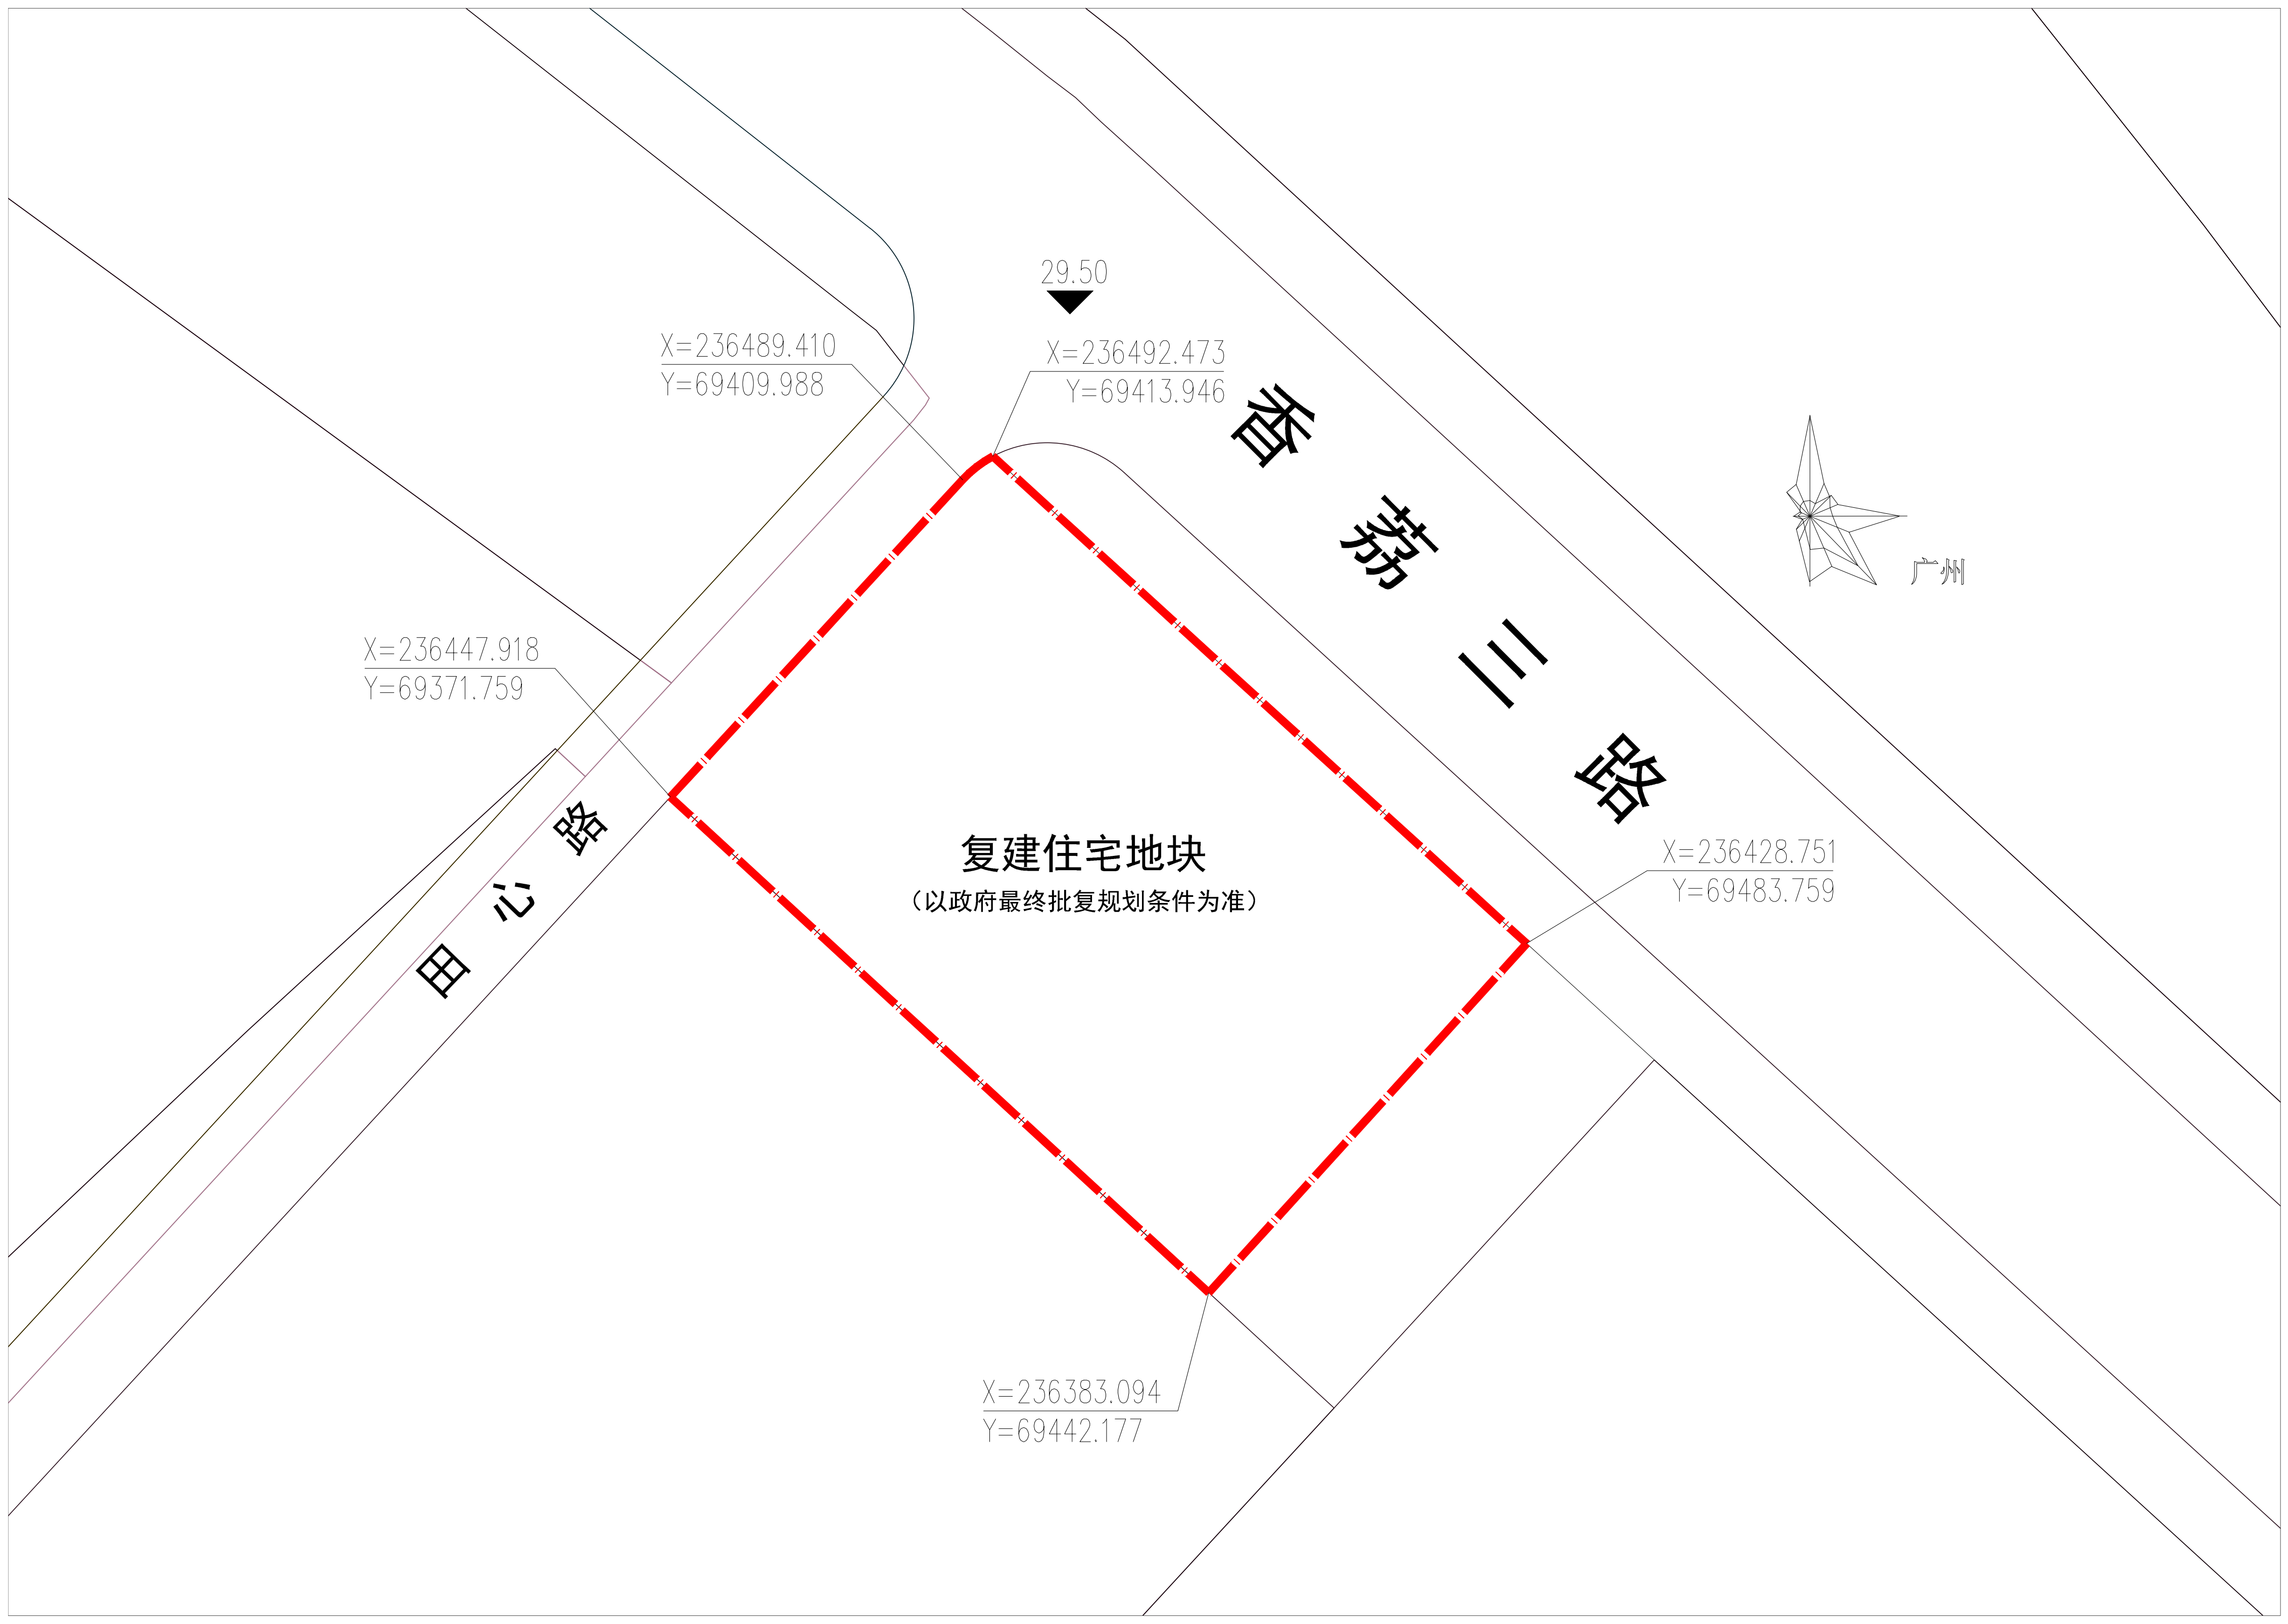 29.50
X=236489.410
Y=69409.988
X=236492.473
Y=69413.946
香荔三路
广州
X=236447.918
Y=69371.759
田心路
复建住宅地块
（以政府最终批复规划条件为准）
X=236428.751
Y=69483.759
X=236383.094
Y=69442.177